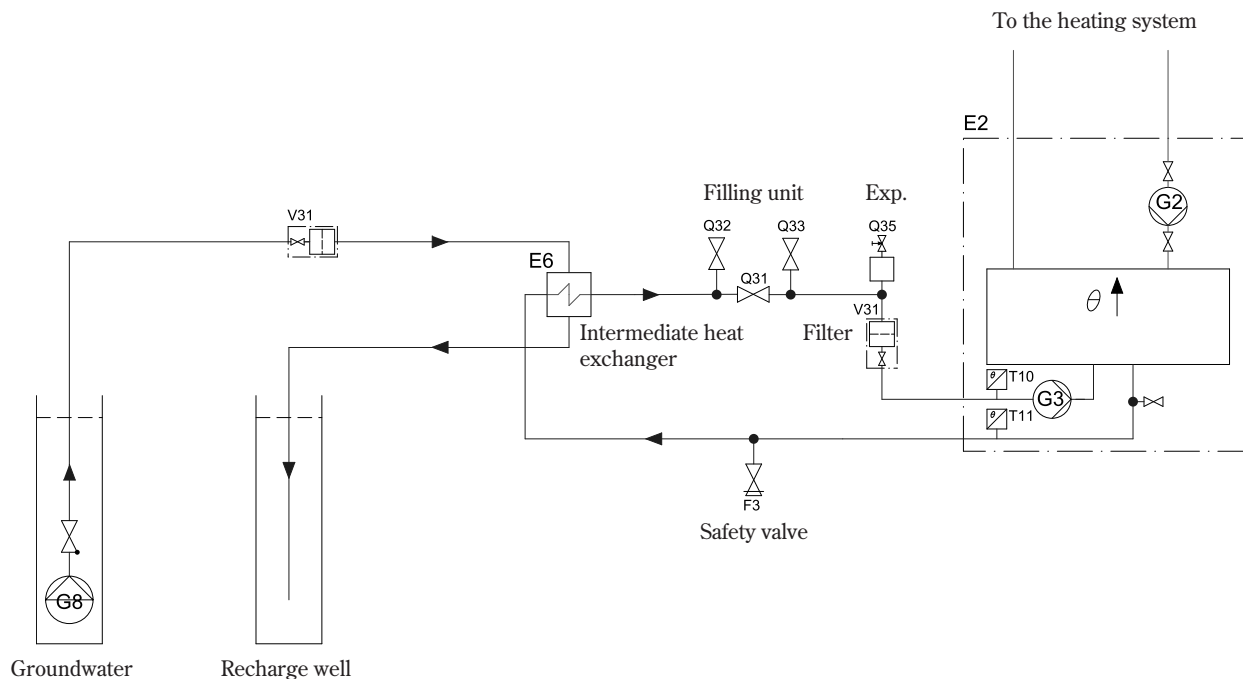 To the heating system
E2
G2
Filling unit
Exp.
Q32
Q33
Q35
V31
E6
Q31
θ
Intermediate heat
exchanger
Filter
V31
θ
T10
G3
θ
T11
F3
Safety valve
G8
Groundwater
Recharge well